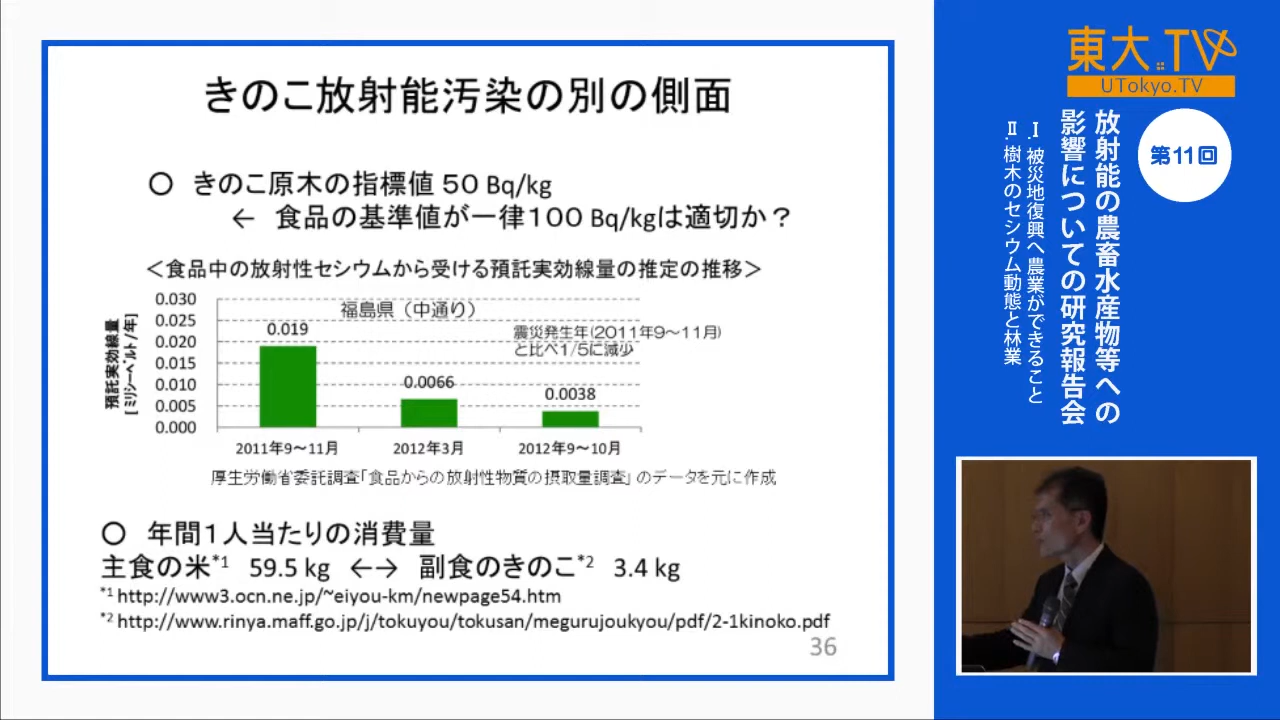 きのこ放射能汚染の別の側面
○ きのこ原木の指標値 50 Bq/kg
← 食品の基準値が一律100 Bq/kgは適切か？
＜食品中の放射性セシウムから受ける預託実効線量の推定の推移＞
預託実効線量
[ﾐﾘｼｰﾍﾞﾙﾄ/年]
0.030
0.025
0.020
0.015
0.010
0.005
0.000
福島県（中通り）
震災発生年(2011年9～11月)
と比べ1/5に減少
0.019
0.0066
0.0038
2011年9～11月
2012年3月
2012年9～10月
厚生労働省委託調査「食品からの放射性物質の摂取量調査」のデータを元に作成
○ 年間1人当たりの消費量
主食の米*1 59.5 kg ←→ 副食のきのこ*2 3.4 kg
*1 http://www3.ocn.ne.jp/~eiyou-km/newpage54.htm
*2 http://www.rinya.maff.go.jp/j/tokuyou/tokusan/megurujoukyou/pdf/2-1kinoko.pdf
36
東大.TV
UTokyo.TV
第11回
放射能の農畜水産物等への
影響についての研究報告会
Ⅰ.被災地復興へ農業ができること
Ⅱ.樹木のセシウム動態と林業